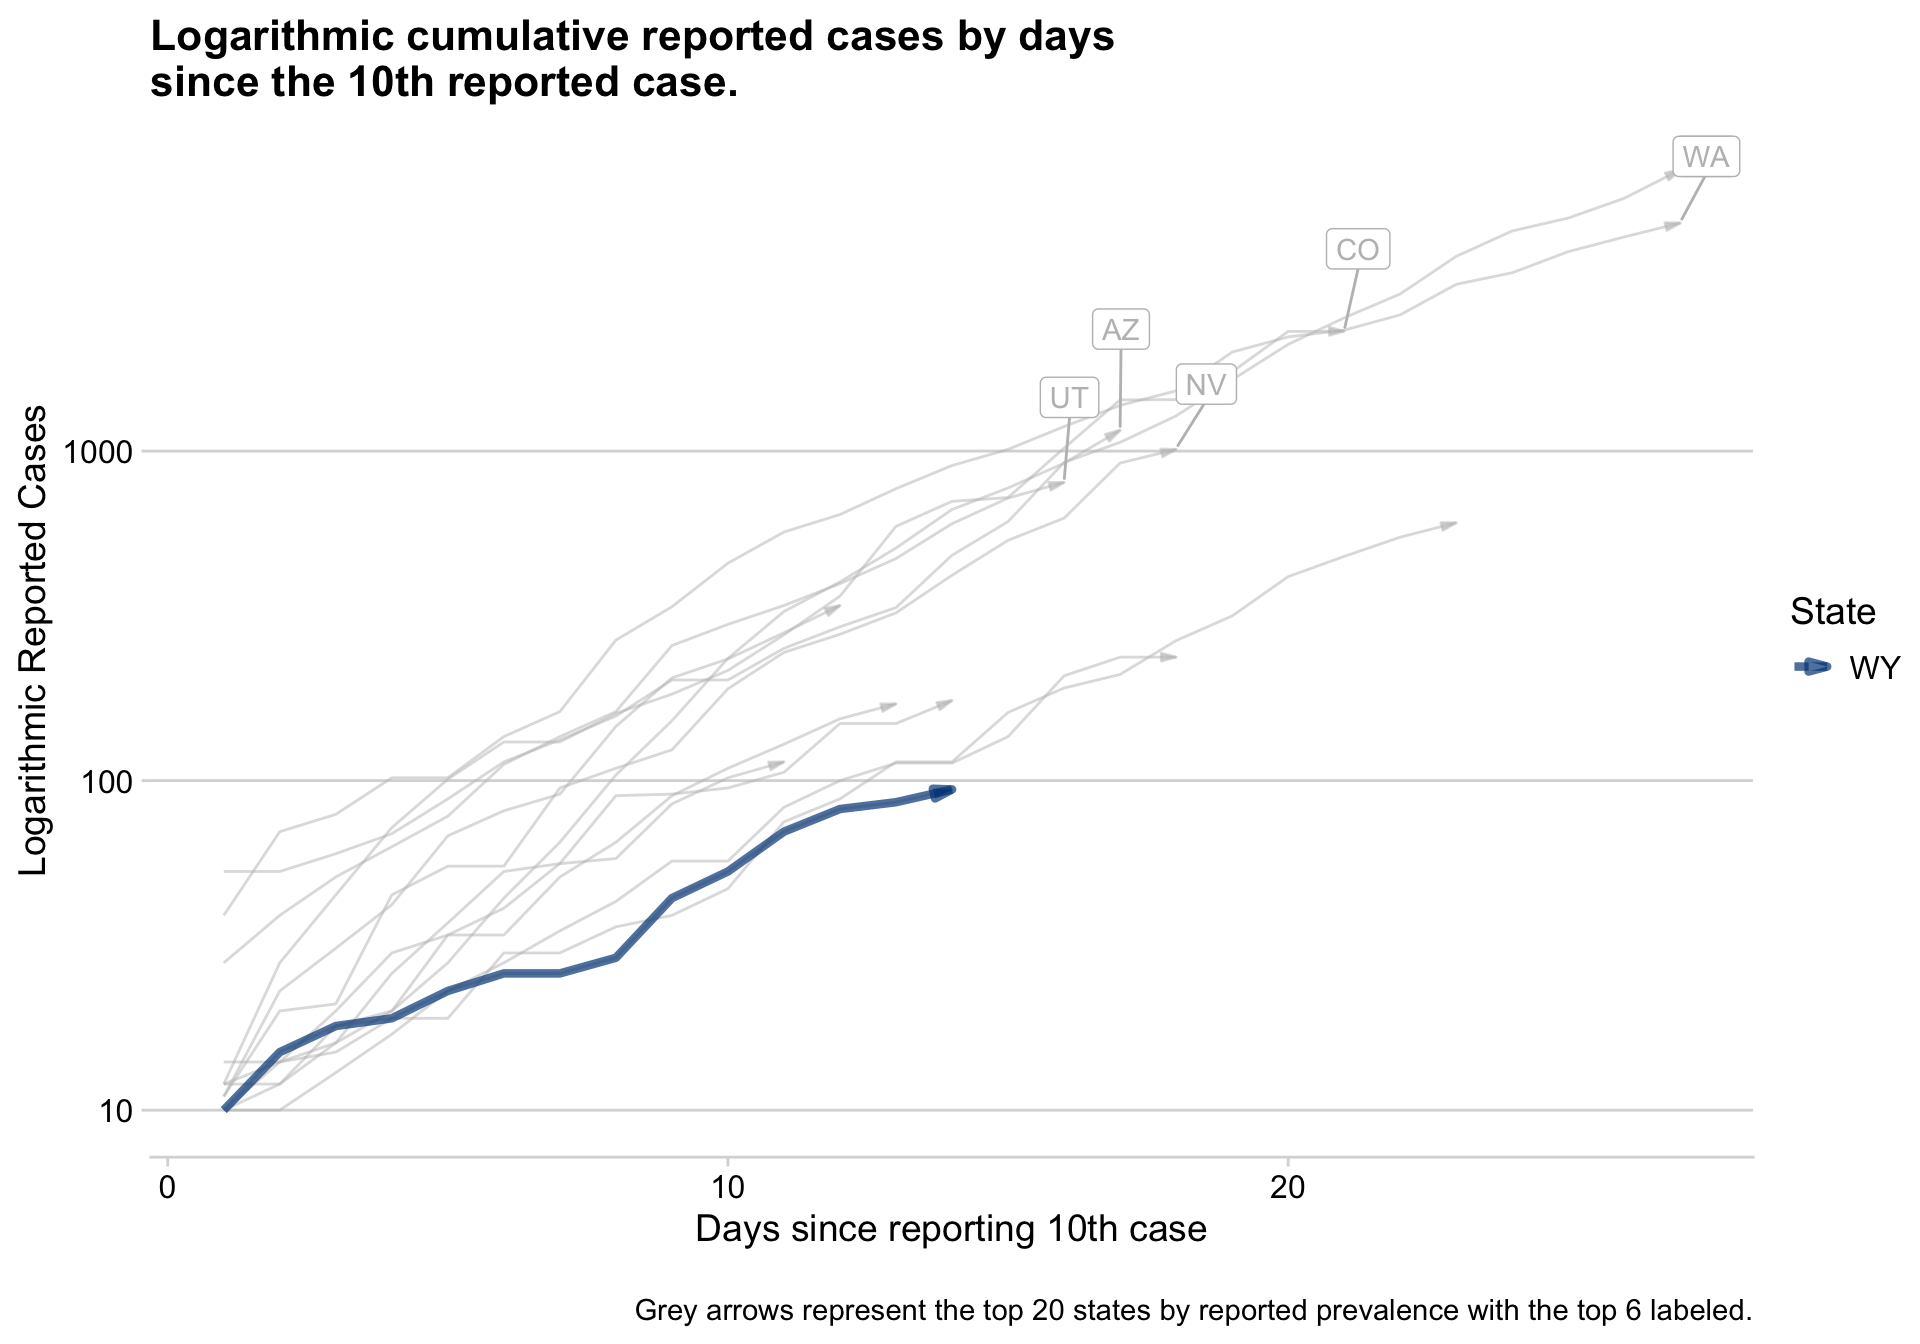 Logarithmic cumulative reported cases by days
since the 10th reported case.
WA
CO
AZ
NV
UT
1000
100
10
Logarithmic Reported Cases
State
WY
0 10 20
Days since reporting 10th case
Grey arrows represent the top 20 states by reported prevalence with the top 6 labeled.